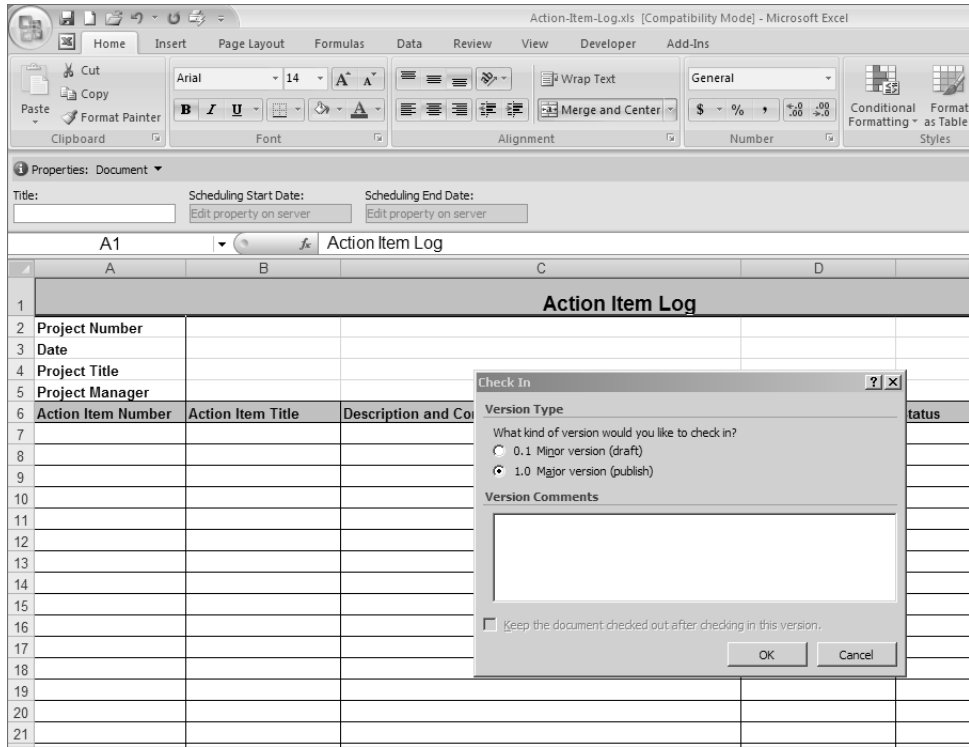 Action-Item-Log.xls [Compatibility Mode] - Microsoft Excel
Home Insert Page Layout Formulas Data Review View Developer Add-Ins
Cut
Copy
Format Painter
Paste
Clipboard
Arial 14 A A
B I U A
Font
Wrap Text
Merge and Center
Alignment
General
$ % , .0 .00 .00 .0
Number
Conditional Formatting
Format as Table
Styles
Properties: Document
Title: Scheduling Start Date: Scheduling End Date:
Edit property on server Edit property on server
A1 fx Action Item Log
A B C D
1 Action Item Log
2 Project Number
3 Date
4 Project Title
5 Project Manager
6 Action Item Number Action Item Title Description and Co tatus
7
8
9
10
11
12
13
14
15
16
17
18
19
20
21
Check In ? X
Version Type
What kind of version would you like to check in?
0.1 Minor version (draft)
1.0 Major version (publish)
Version Comments
Keep the document checked out after checking in this version.
OK Cancel